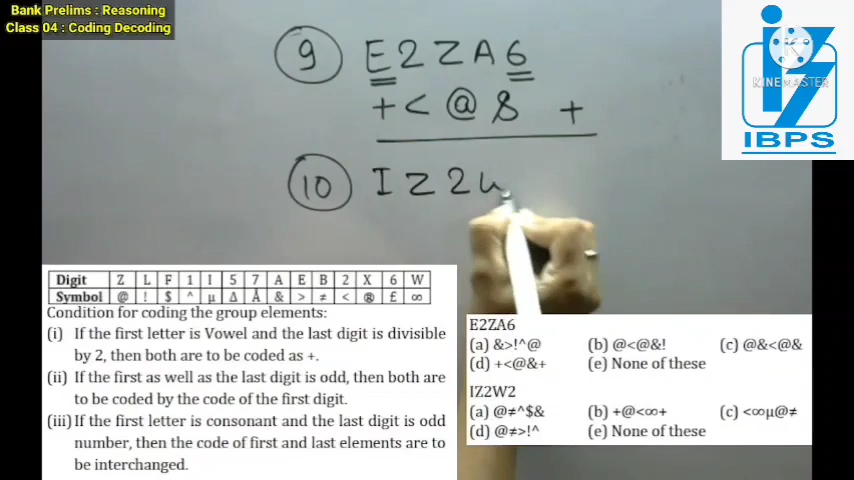 Bank Prelims : Reasoning
Class 04 : Coding Decoding
9 E2ZA6
+<@& +
10 IZ2W
KINEMASTER
IBPS
Digit Z L F 1 I 5 7 A E B 2 X 6 W
Symbol @ ! $ ^ µ Δ Å & > ≠ < ® £ ∞
Condition for coding the group elements:
(i) If the first letter is Vowel and the last digit is divisible
by 2, then both are to be coded as +.
(ii) If the first as well as the last digit is odd, then both are
to be coded by the code of the first digit.
(iii) If the first letter is consonant and the last digit is odd
number, then the code of first and last elements are to
be interchanged.
E2ZA6
(a) &>!^@ (b) @<@&! (c) @&<@&
(d) +<@&+ (e) None of these
IZ2W2
(a) @≠^$& (b) +@<∞+ (c) <∞µ@≠
(d) @≠>!^ (e) None of these